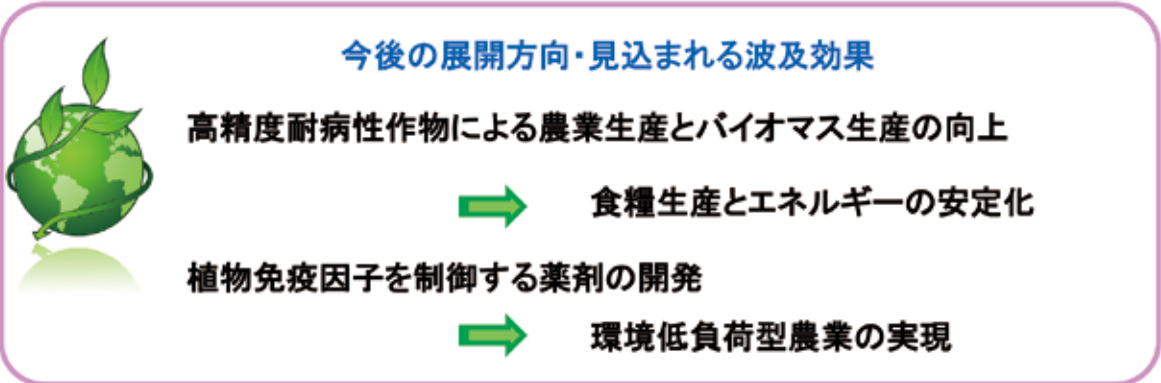 今後の展開方向・見込まれる波及効果
高精度耐病性作物による農業生産とバイオマス生産の向上
食糧生産とエネルギーの安定化
植物免疫因子を制御する薬剤の開発
環境低負荷型農業の実現